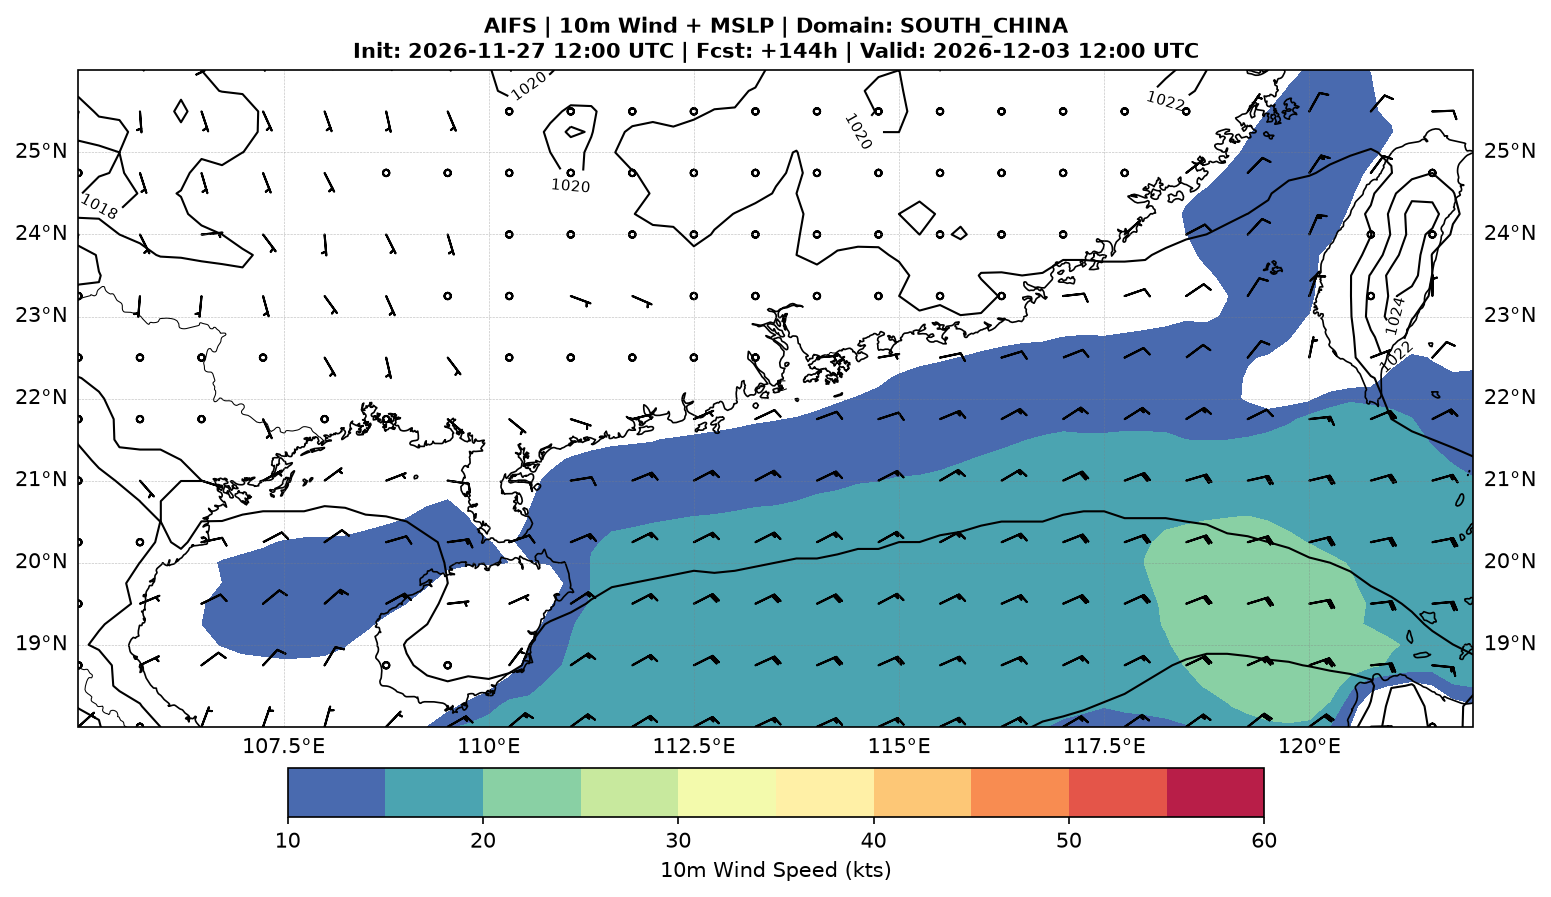 AIFS | 10m Wind + MSLP | Domain: SOUTH_CHINA
Init: 2026-11-27 12:00 UTC | Fcst: +144h | Valid: 2026-12-03 12:00 UTC
1020
1022
1020
1020
1018
1024
1022
25°N
24°N
23°N
22°N
21°N
20°N
19°N
25°N
24°N
23°N
22°N
21°N
20°N
19°N
107.5°E 110°E 112.5°E 115°E 117.5°E 120°E
10 20 30 40 50 60
10m Wind Speed (kts)